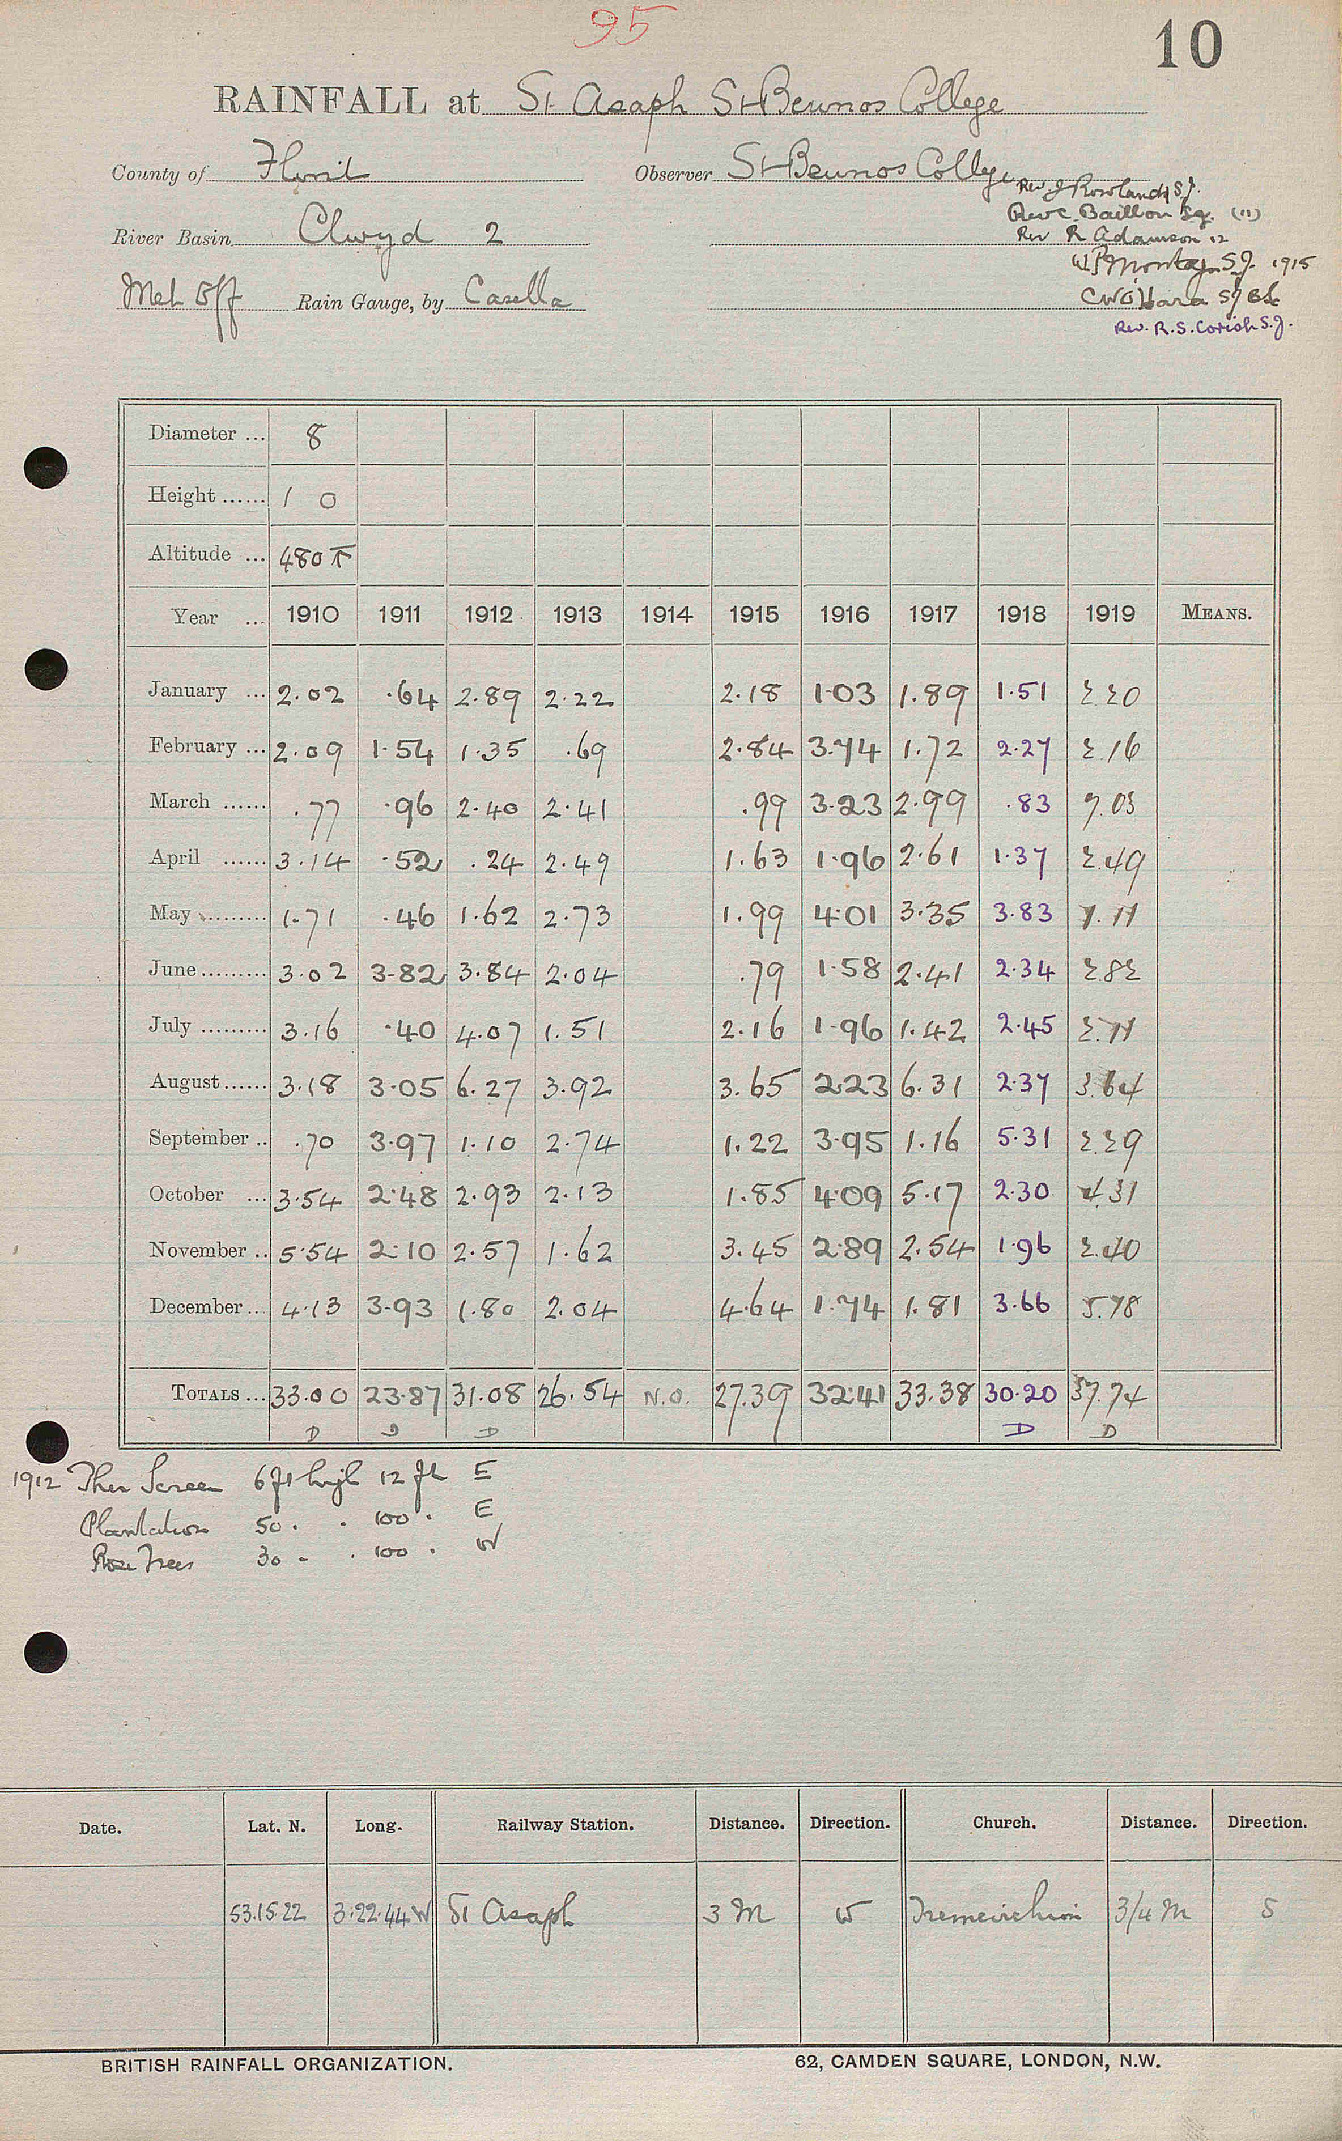 95
10
RAINFALL at St Asaph St Beunos College
County of Flint Observer St Beunos College
Rev. J Rowland S.J.
Rev C. Baillon Sg. (11)
River Basin Clwyd 2
Rev R Adamson 12
S.J. 1915
Met Off Rain Gauge, by Casella
CW O'Hara SJ
Rev. R. S. Corish S.J.
Diameter ... 8
Height ...... 1 0
Altitude ... 480 T
Year ... 1910 1911 1912 1913 1914 1915 1916 1917 1918 1919 MEANS.
January ... 2.02 .64 2.89 2.22 2.18 1.03 1.89 1.51 2.20
February ... 2.09 1.54 1.35 .69 2.84 3.74 1.72 2.27 2.16
March ...... .77 .96 2.40 2.41 .99 3.23 2.99 .83 7.03
April ...... 3.14 .52 .24 2.49 1.63 1.96 2.61 1.37 2.49
May ......... 1.71 .46 1.62 2.73 1.99 4.01 3.35 3.83
June ......... 3.02 3.82 3.84 2.04 .79 1.58 2.41 2.34 2.82
July ......... 3.16 .40 4.07 1.51 2.16 1.96 1.42 2.45
August ...... 3.18 3.05 6.27 3.92 3.65 2.23 6.31 2.37 3.64
September .. .70 3.97 1.10 2.74 1.22 3.95 1.16 5.31 2.29
October ... 3.54 2.48 2.93 2.13 1.85 4.09 5.17 2.30 4.31
November .. 5.54 2.10 2.57 1.62 3.45 2.89 2.54 1.96 2.40
December ... 4.13 3.93 1.80 2.04 4.64 1.74 1.81 3.66 5.78
TOTALS ... 33.00 23.87 31.08 26.54 N.O. 27.39 32.41 33.38 30.20 37.74
D D D D D
1912 Ther Screen 6 ft high 12 ft E
Plantation 50 . . 100 . E
Rose Trees 30 - . 100 . W
Date. Lat. N. Long. Railway Station. Distance. Direction. Church. Distance. Direction.
53.15.22 3.22.44 W St Asaph 3 M W Tremeirchion 3/4 M S
BRITISH RAINFALL ORGANIZATION. 62, CAMDEN SQUARE, LONDON, N.W.